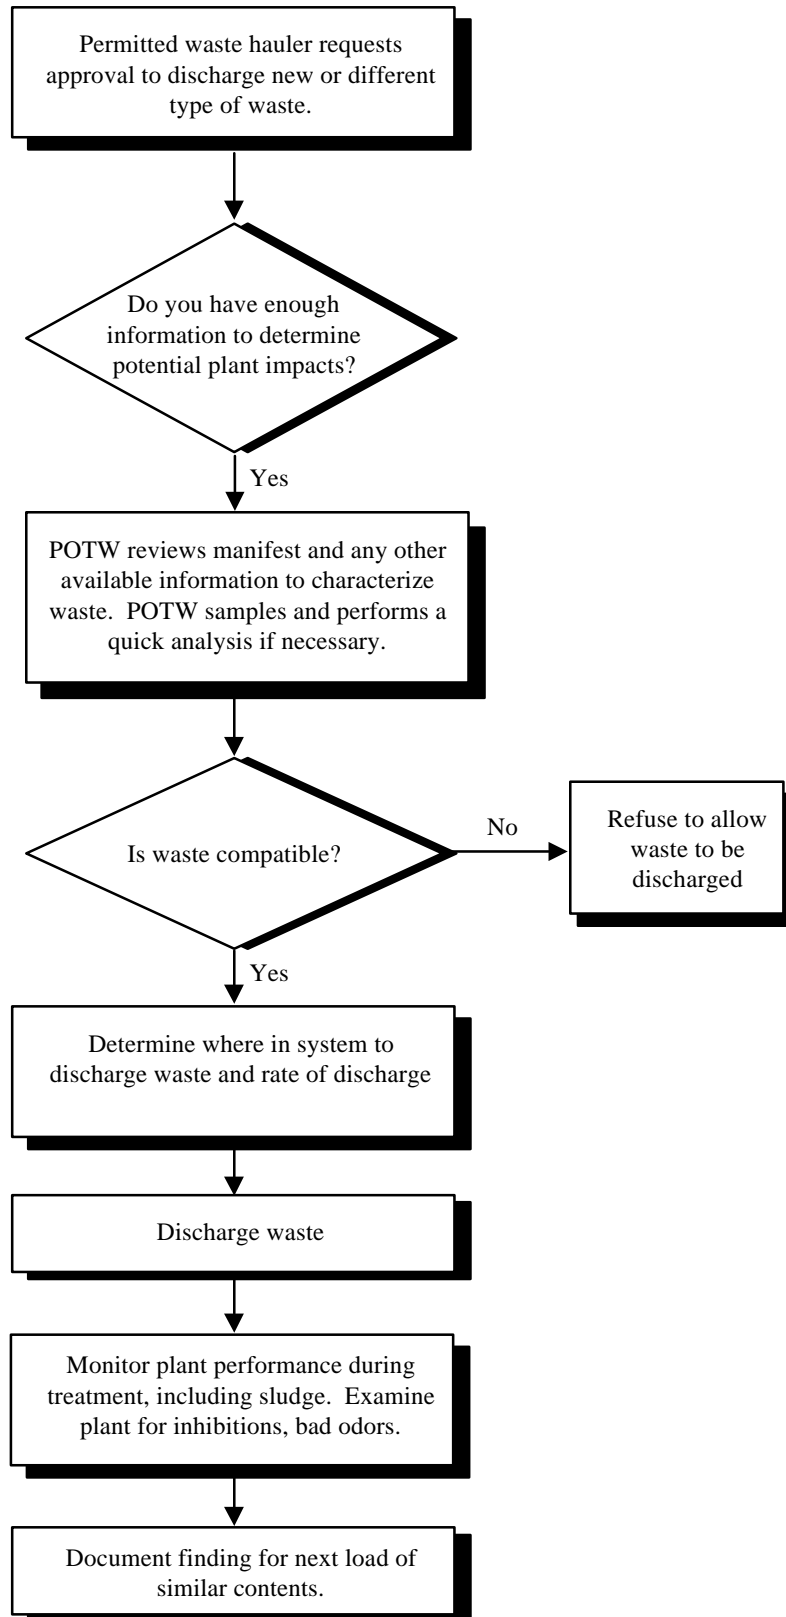 Permitted waste hauler requests
approval to discharge new or different
type of waste.
Do you have enough
information to determine
potential plant impacts?
Yes
POTW reviews manifest and any other
available information to characterize
waste.  POTW samples and performs a
quick analysis if necessary.
Is waste compatible?
No
Refuse to allow
waste to be
discharged
Yes
Determine where in system to
discharge waste and rate of discharge
Discharge waste
Monitor plant performance during
treatment, including sludge.  Examine
plant for inhibitions, bad odors.
Document finding for next load of
similar contents.